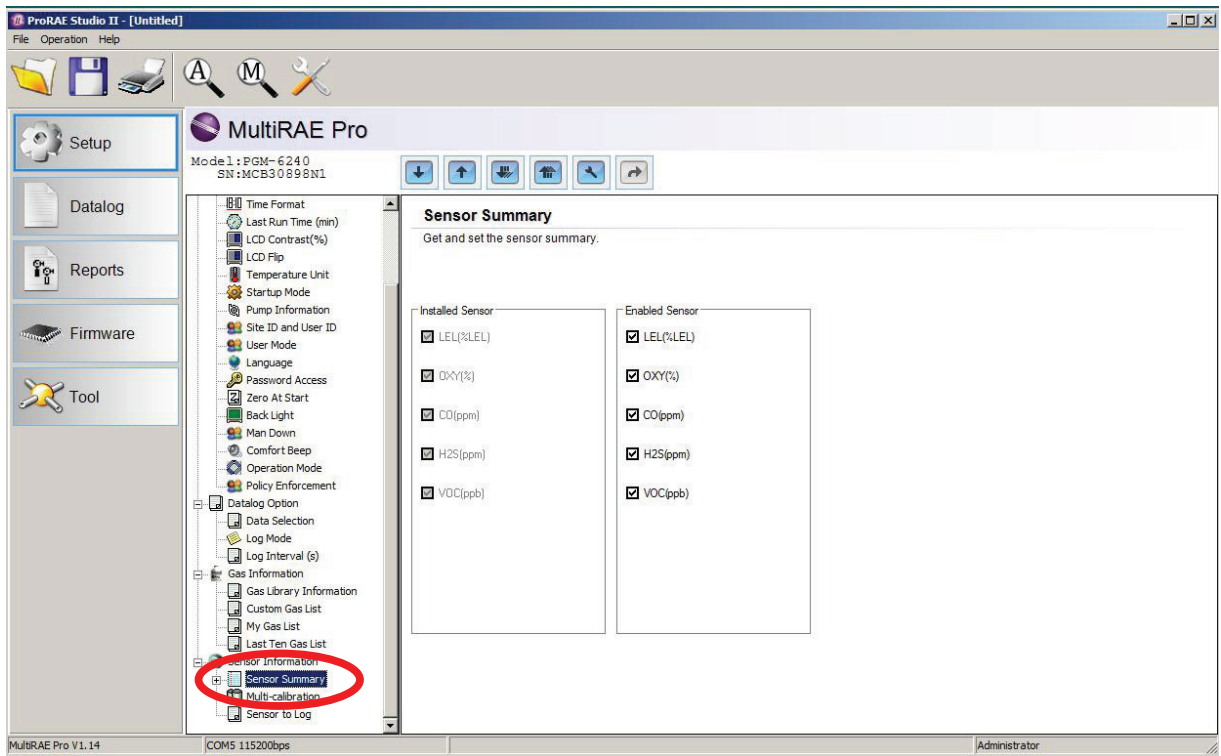 ProRAE Studio II - [Untitled]
File Operation Help
A M
Setup
Datalog
Reports
Firmware
Tool
MultiRAE Pro
Model:PGM-6240
SN:MCB30898N1
Time Format
Last Run Time (min)
LCD Contrast(%)
LCD Flip
Temperature Unit
Startup Mode
Pump Information
Site ID and User ID
User Mode
Language
Password Access
Zero At Start
Back Light
Man Down
Comfort Beep
Operation Mode
Policy Enforcement
Datalog Option
Data Selection
Log Mode
Log Interval (s)
Gas Information
Gas Library Information
Custom Gas List
My Gas List
Last Ten Gas List
Sensor Information
Sensor Summary
Multi-calibration
Sensor to Log
Sensor Summary
Get and set the sensor summary.
Installed Sensor
LEL(%LEL)
OXY(%)
CO(ppm)
H2S(ppm)
VOC(ppb)
Enabled Sensor
LEL(%LEL)
OXY(%)
CO(ppm)
H2S(ppm)
VOC(ppb)
MultiRAE Pro V1.14 COM5 115200bps Administrator